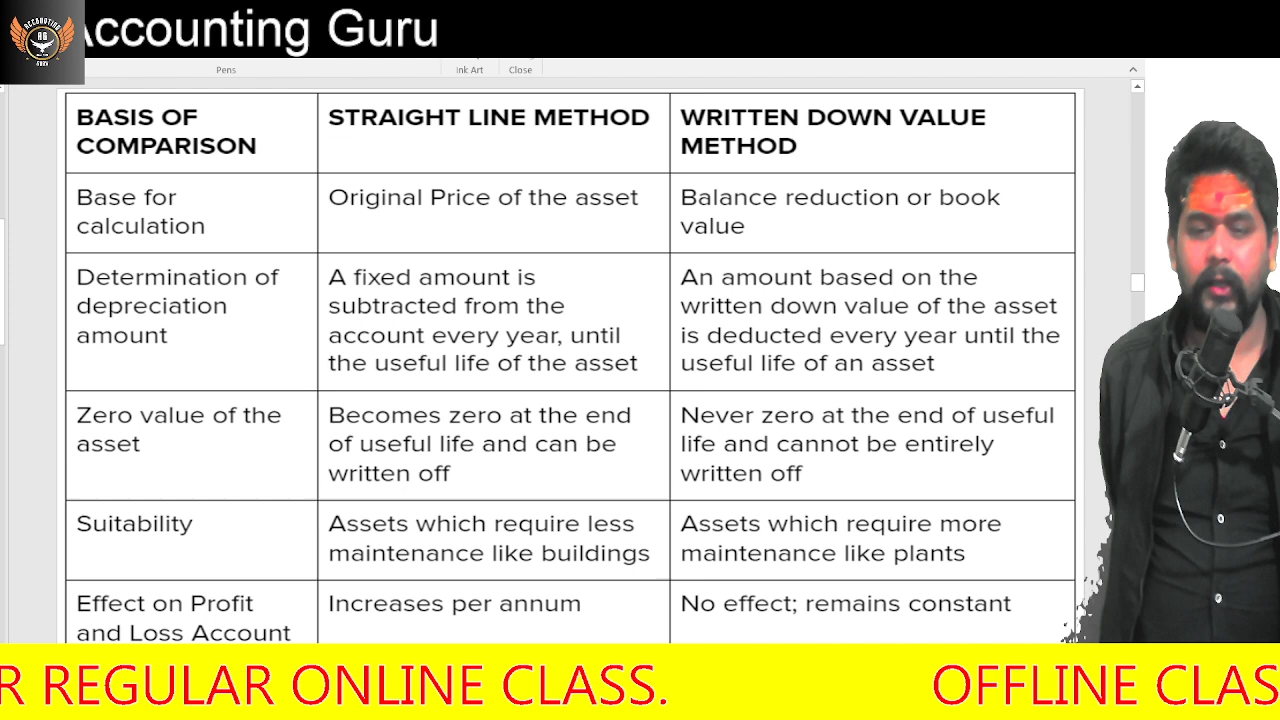 Accounting Guru
ACCOUNTING
AG
GURU
Pens
Ink Art
Close
BASIS OF
COMPARISON
STRAIGHT LINE METHOD
WRITTEN DOWN VALUE
METHOD
Base for
calculation
Original Price of the asset
Balance reduction or book
value
Determination of
depreciation
amount
A fixed amount is
subtracted from the
account every year, until
the useful life of the asset
An amount based on the
written down value of the asset
is deducted every year until the
useful life of an asset
Zero value of the
asset
Becomes zero at the end
of useful life and can be
written off
Never zero at the end of useful
life and cannot be entirely
written off
Suitability
Assets which require less
maintenance like buildings
Assets which require more
maintenance like plants
Effect on Profit
and Loss Account
Increases per annum
No effect; remains constant
R REGULAR ONLINE CLASS.
OFFLINE CLAS